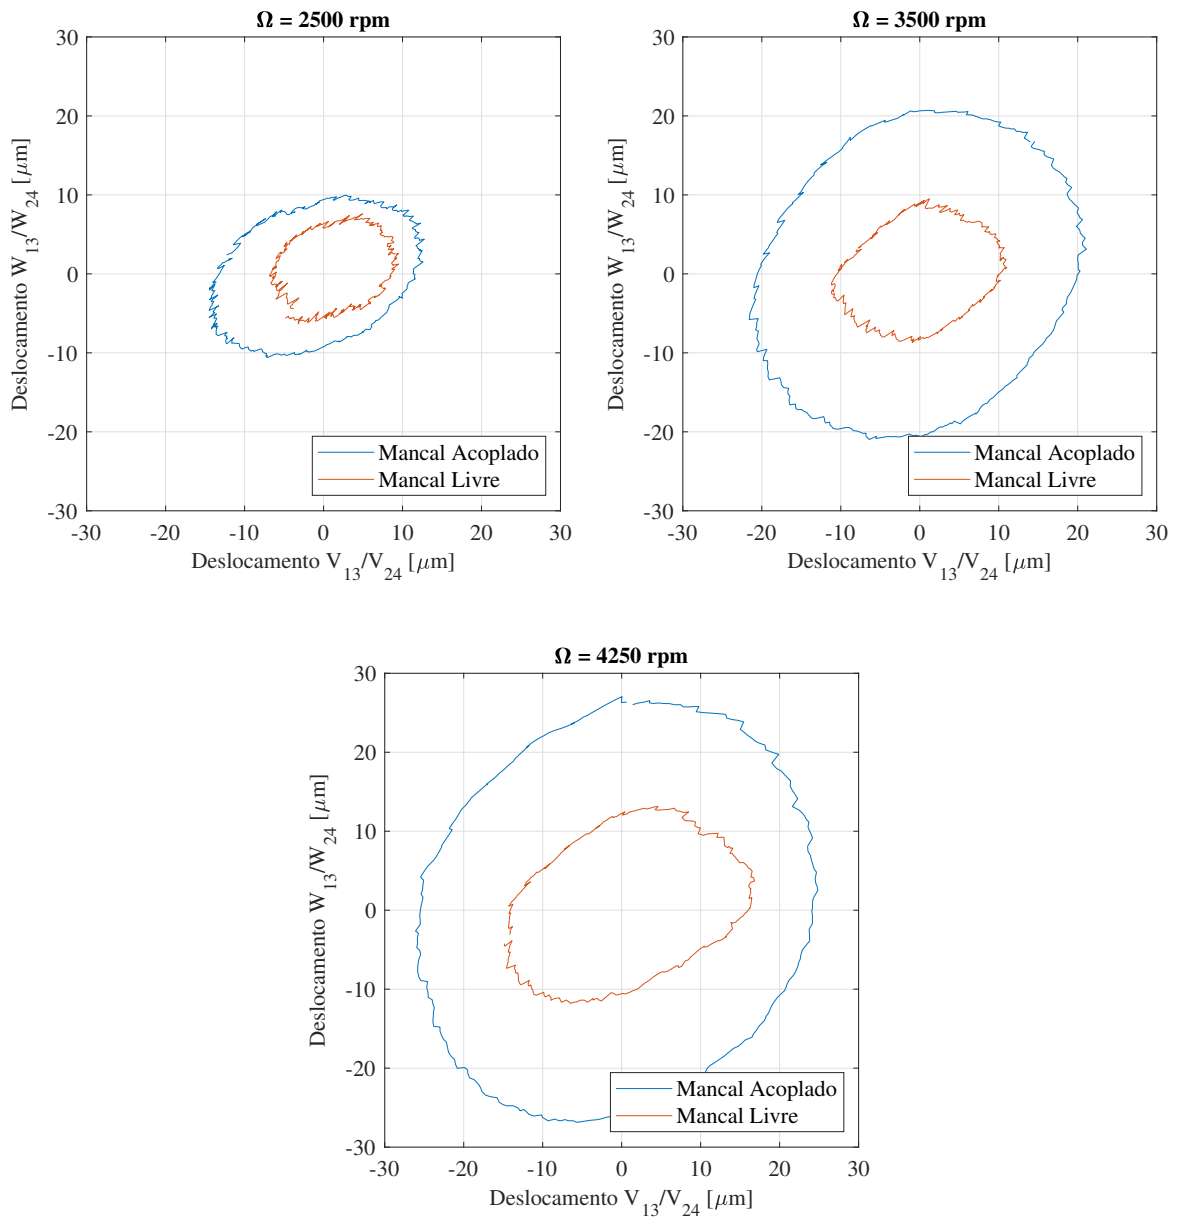 Ω = 2500 rpm
30
20
10
0
-10
-20
-30
Deslocamento W13/W24 [μm]
Mancal Acoplado
Mancal Livre
-30 -20 -10 0 10 20 30
Deslocamento V13/V24 [μm]
Ω = 3500 rpm
30
20
10
0
-10
-20
-30
Deslocamento W13/W24 [μm]
Mancal Acoplado
Mancal Livre
-30 -20 -10 0 10 20 30
Deslocamento V13/V24 [μm]
Ω = 4250 rpm
30
20
10
0
-10
-20
-30
Deslocamento W13/W24 [μm]
Mancal Acoplado
Mancal Livre
-30 -20 -10 0 10 20 30
Deslocamento V13/V24 [μm]